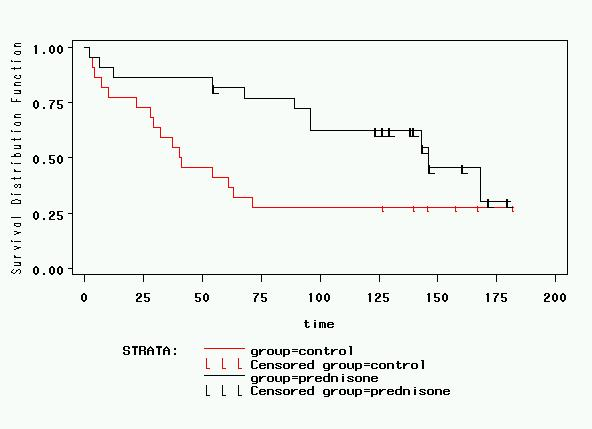 Survival Distribution Function
1.00
0.75
0.50
0.25
0.00
0 25 50 75 100 125 150 175 200
time
STRATA: group=control
Censored group=control
group=prednisone
Censored group=prednisone